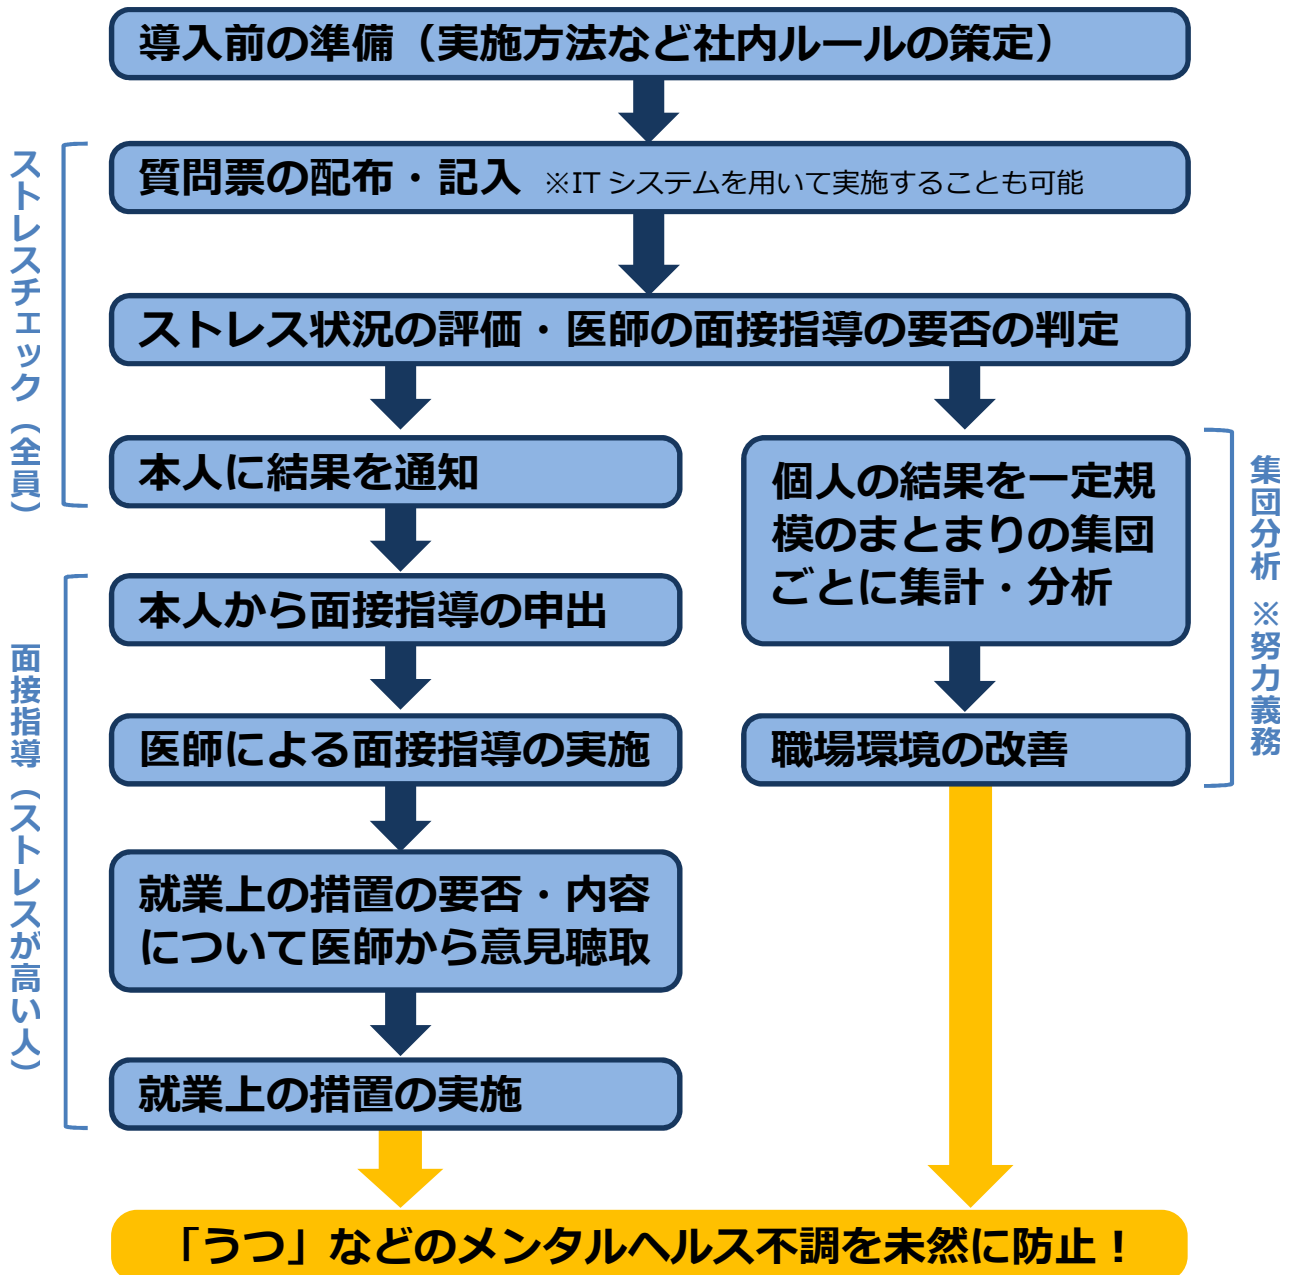 導入前の準備（実施方法など社内ルールの策定）
ストレスチェック（全員）
質問票の配布・記入 ※ITシステムを用いて実施することも可能
ストレス状況の評価・医師の面接指導の要否の判定
本人に結果を通知
面接指導（ストレスが高い人）
本人から面接指導の申出
医師による面接指導の実施
就業上の措置の要否・内容
について医師から意見聴取
就業上の措置の実施
個人の結果を一定規
模のまとまりの集団
ごとに集計・分析
職場環境の改善
集団分析 ※努力義務
「うつ」などのメンタルヘルス不調を未然に防止！